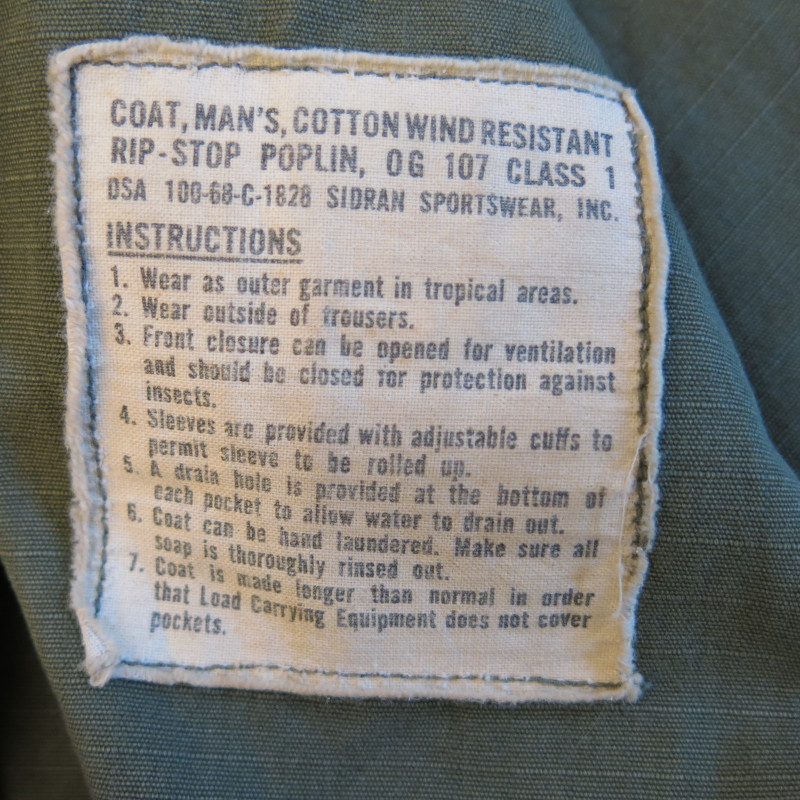 COAT, MAN'S, COTTON WIND RESISTANT
RIP-STOP POPLIN, OG 107 CLASS 1
DSA 100-68-C-1828 SIDRAN SPORTSWEAR, INC.
INSTRUCTIONS
1. Wear as outer garment in tropical areas.
2. Wear outside of trousers.
3. Front closure can be opened for ventilation
and should be closed for protection against
insects.
4. Sleeves are provided with adjustable cuffs to
permit sleeve to be rolled up.
5. A drain hole is provided at the bottom of
each pocket to allow water to drain out.
6. Coat can be hand laundered. Make sure all
soap is thoroughly rinsed out.
7. Coat is made longer than normal in order
that Load Carrying Equipment does not cover
pockets.